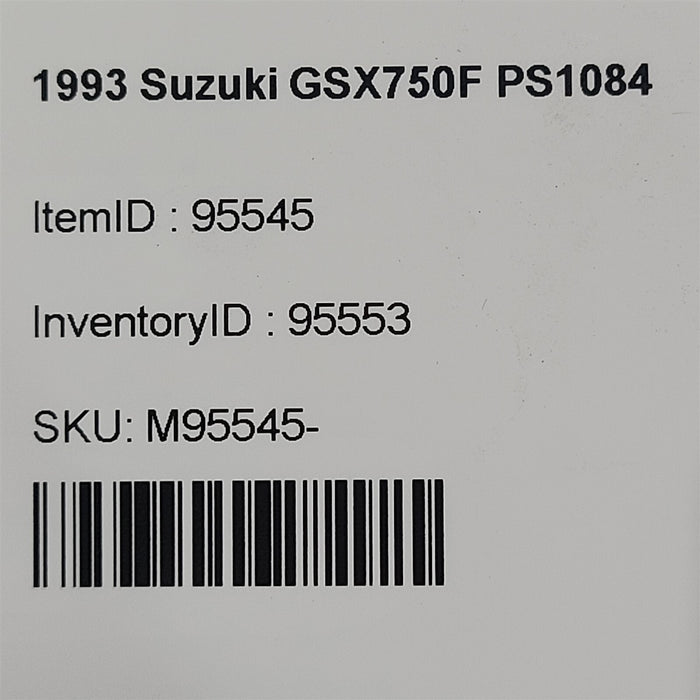 1993 Suzuki GSX750F PS1084
ItemID : 95545
InventoryID : 95553
SKU: M95545-